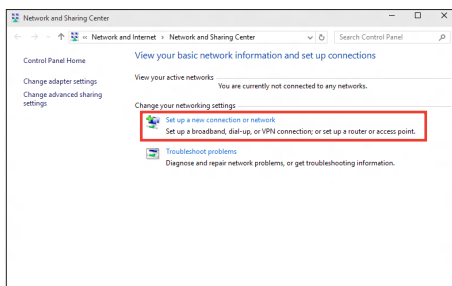 Network and Sharing Center
« Network and Internet › Network and Sharing Center
Search Control Panel
Control Panel Home
Change adapter settings
Change advanced sharing
settings
View your basic network information and set up connections
View your active networks
You are currently not connected to any networks.
Change your networking settings
Set up a new connection or network
Set up a broadband, dial-up, or VPN connection; or set up a router or access point.
Troubleshoot problems
Diagnose and repair network problems, or get troubleshooting information.